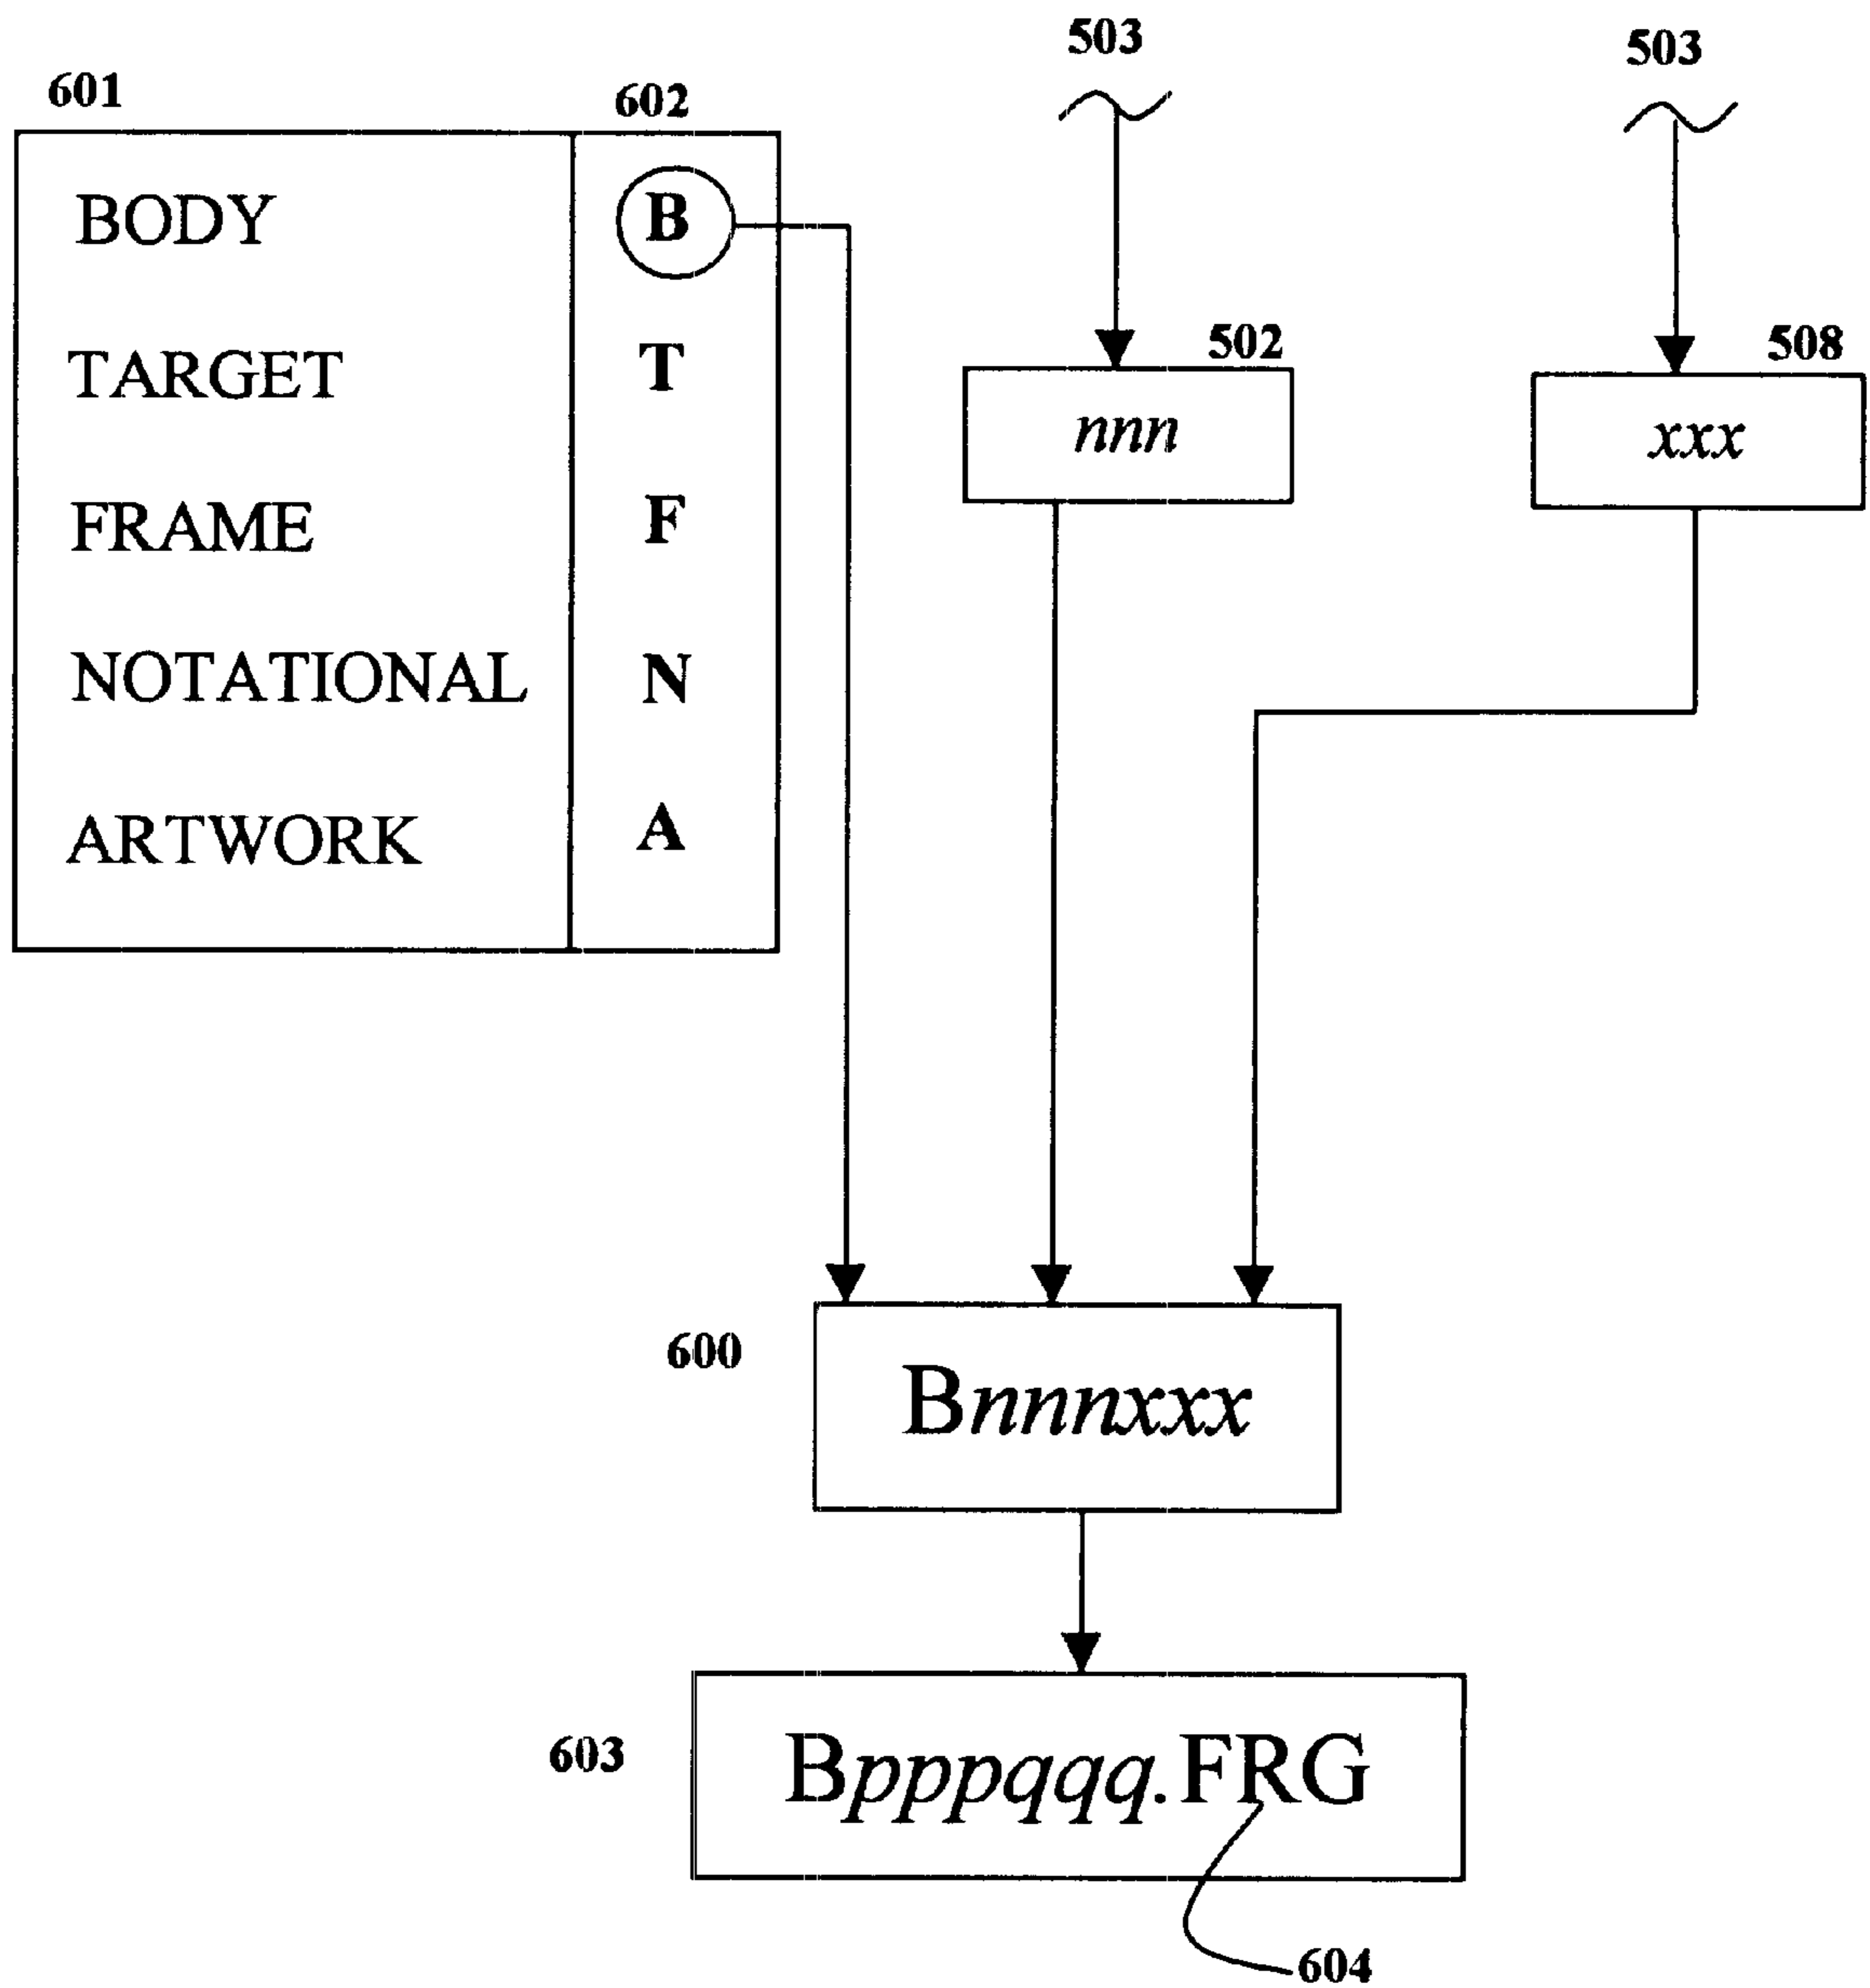 503
503
601
602
BODY B
TARGET T
FRAME F
NOTATIONAL N
ARTWORK A
502
508
nnn
xxx
600
Bnnnxxx
603
Bpppqqq.FRG
604